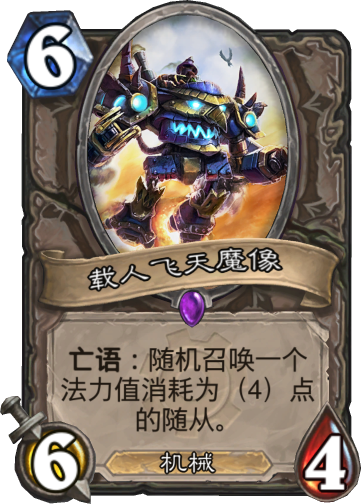 6
载人飞天魔像
亡语：随机召唤一个
法力值消耗为（4）点
的随从。
6
机械
4